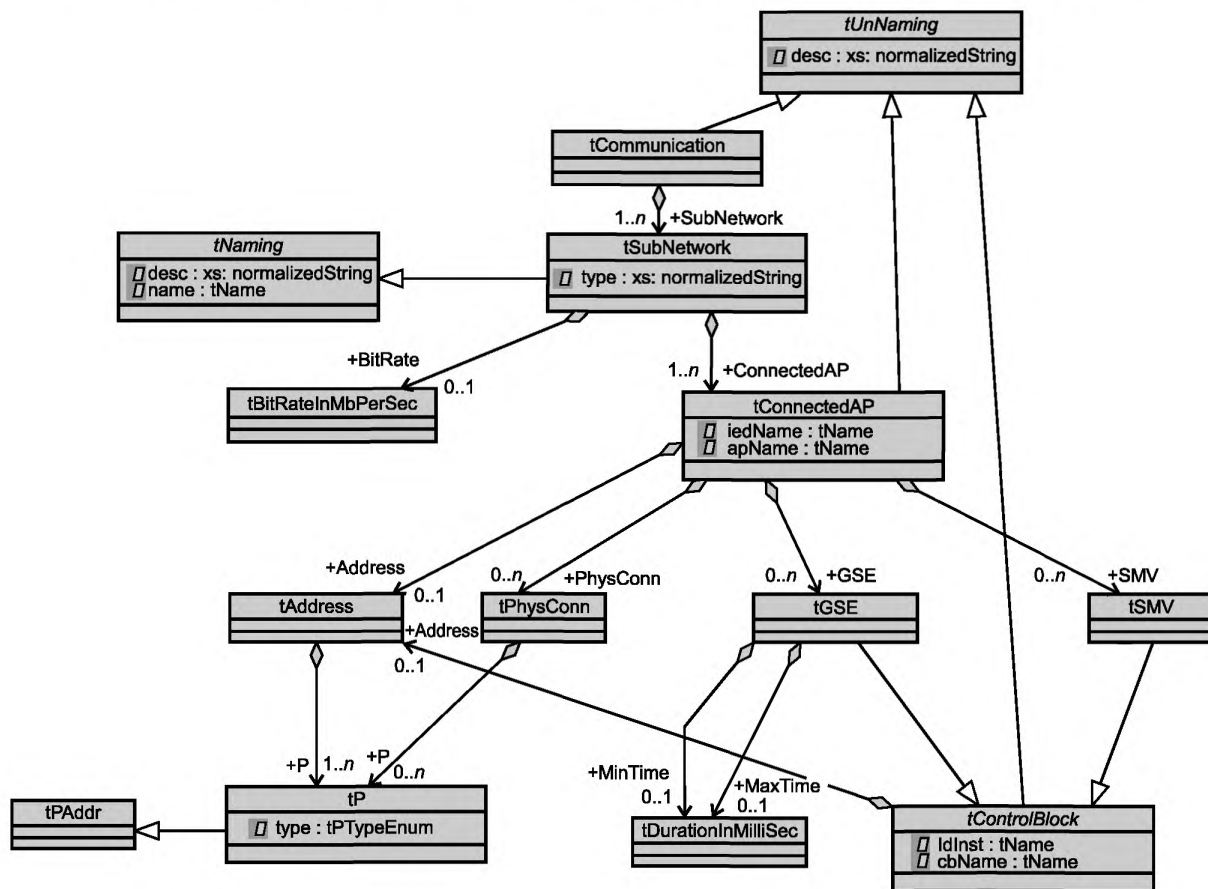 tUnNaming
desc : xs: normalizedString
tCommunication
1..n +SubNetwork
tNaming
desc : xs: normalizedString
name : tName
tSubNetwork
type : xs: normalizedString
+BitRate
0..1
1..n +ConnectedAP
tBitRateInMbPerSec
tConnectedAP
iedName : tName
apName : tName
+Address
0..1
0..n +PhysConn
0..n +GSE
0..n +SMV
tAddress
tPhysConn
tGSE
tSMV
+Address
0..1
+P 1..n
+P 0..n
+MinTime
0..1
+MaxTime
0..1
tPAddr
tP
type : tPTypeEnum
tDurationInMilliSec
tControlBlock
ldInst : tName
cbName : tName